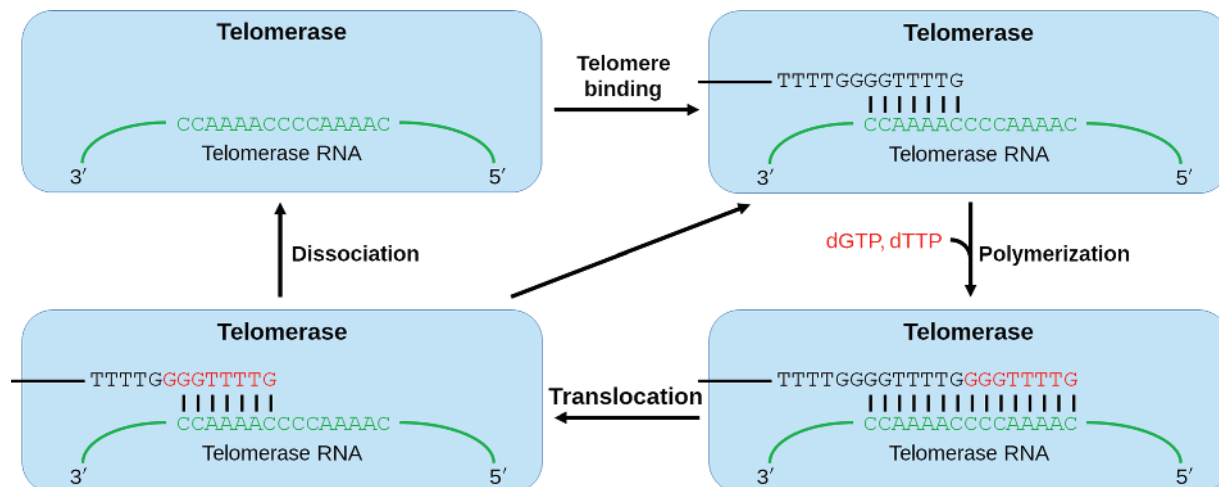 Telomerase
CCAAAACCCCAAAAC
Telomerase RNA
3′ 5′
Telomere
binding
Telomerase
TTTTGGGGTTTTG
CCAAAACCCCAAAAC
Telomerase RNA
3′ 5′
dGTP, dTTP
Polymerization
Telomerase
TTTTGGGGTTTTGGGGTTTTG
CCAAAACCCCAAAAC
Telomerase RNA
3′ 5′
Translocation
Telomerase
TTTTGGGGTTTTG
CCAAAACCCCAAAAC
Telomerase RNA
3′ 5′
Dissociation